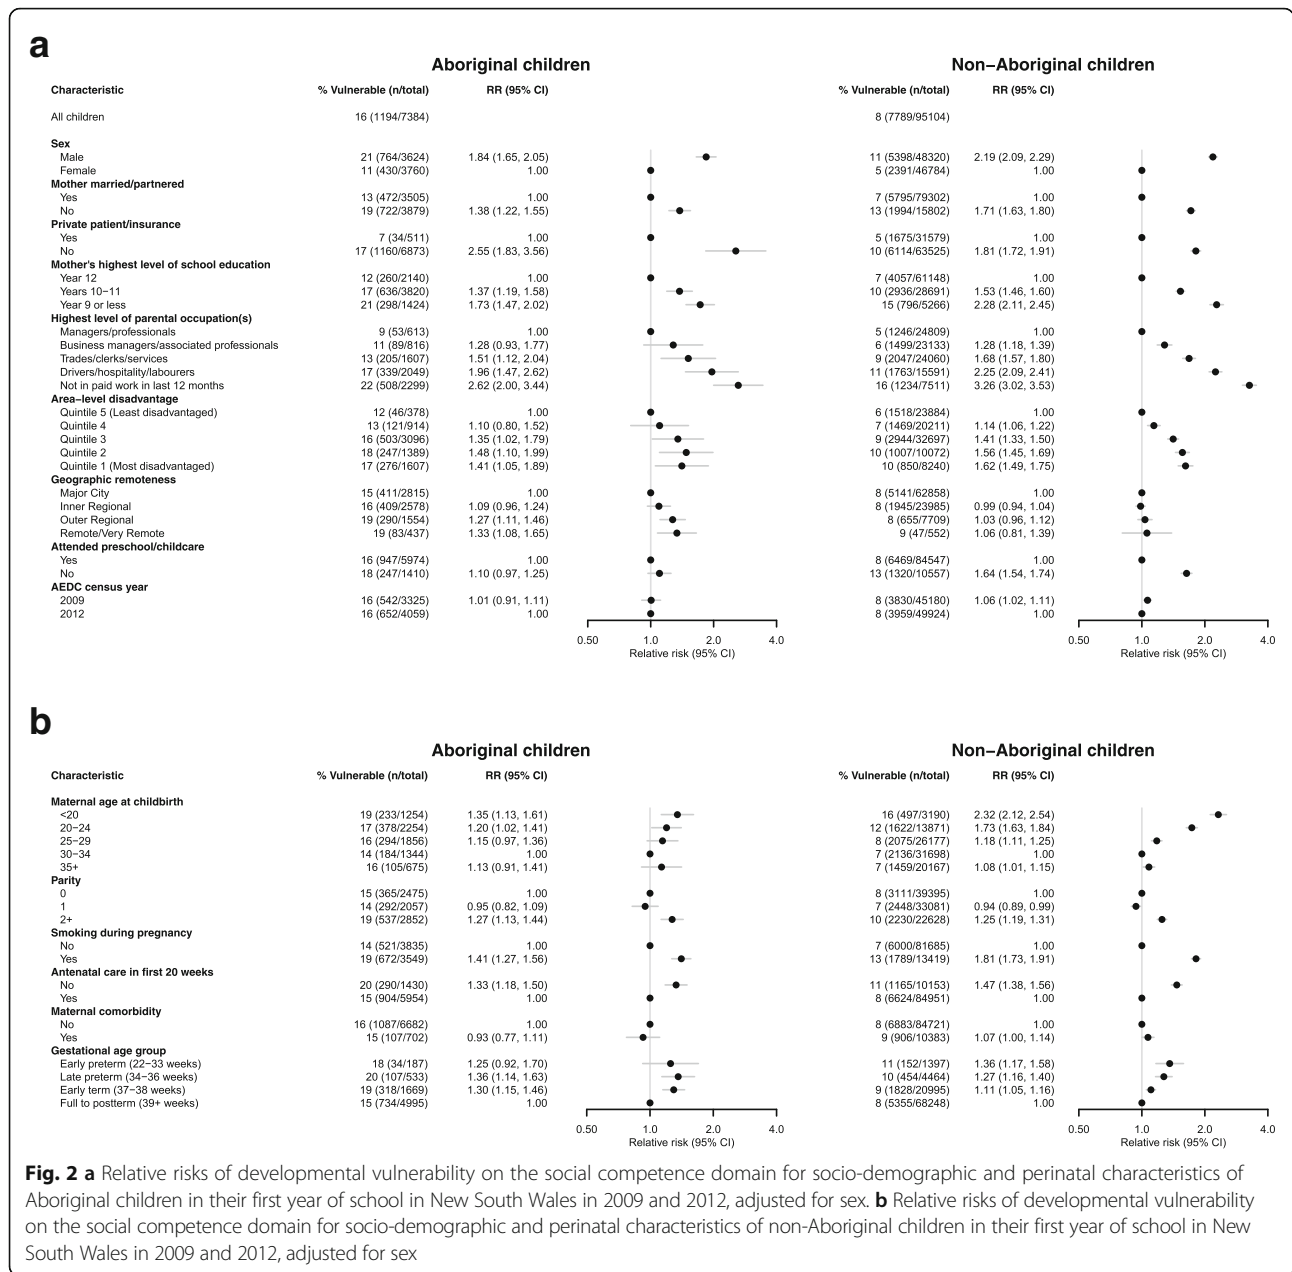 a
Aboriginal children Non−Aboriginal children
Characteristic % Vulnerable (n/total) RR (95% CI) % Vulnerable (n/total) RR (95% CI)
All children 16 (1194/7384) 8 (7789/95104)
Sex
Male 21 (764/3624) 1.84 (1.65, 2.05) 11 (5398/48320) 2.19 (2.09, 2.29)
Female 11 (430/3760) 1.00 5 (2391/46784) 1.00
Mother married/partnered
Yes 13 (472/3505) 1.00 7 (5795/79302) 1.00
No 19 (722/3879) 1.38 (1.22, 1.55) 13 (1994/15802) 1.71 (1.63, 1.80)
Private patient/insurance
Yes 7 (34/511) 1.00 5 (1675/31579) 1.00
No 17 (1160/6873) 2.55 (1.83, 3.56) 10 (6114/63525) 1.81 (1.72, 1.91)
Mother's highest level of school education
Year 12 12 (260/2140) 1.00 7 (4057/61148) 1.00
Years 10−11 17 (636/3820) 1.37 (1.19, 1.58) 10 (2936/28691) 1.53 (1.46, 1.60)
Year 9 or less 21 (298/1424) 1.73 (1.47, 2.02) 15 (796/5266) 2.28 (2.11, 2.45)
Highest level of parental occupation(s)
Managers/professionals 9 (53/613) 1.00 5 (1246/24809) 1.00
Business managers/associated professionals 11 (89/816) 1.28 (0.93, 1.77) 6 (1499/23133) 1.28 (1.18, 1.39)
Trades/clerks/services 13 (205/1607) 1.51 (1.12, 2.04) 9 (2047/24060) 1.68 (1.57, 1.80)
Drivers/hospitality/labourers 17 (339/2049) 1.96 (1.47, 2.62) 11 (1763/15591) 2.25 (2.09, 2.41)
Not in paid work in last 12 months 22 (508/2299) 2.62 (2.00, 3.44) 16 (1234/7511) 3.26 (3.02, 3.53)
Area−level disadvantage
Quintile 5 (Least disadvantaged) 12 (46/378) 1.00 6 (1518/23884) 1.00
Quintile 4 13 (121/914) 1.10 (0.80, 1.52) 7 (1469/20211) 1.14 (1.06, 1.22)
Quintile 3 16 (503/3096) 1.35 (1.02, 1.79) 9 (2944/32697) 1.41 (1.33, 1.50)
Quintile 2 18 (247/1389) 1.48 (1.10, 1.99) 10 (1007/10072) 1.56 (1.45, 1.69)
Quintile 1 (Most disadvantaged) 17 (276/1607) 1.41 (1.05, 1.89) 10 (850/8240) 1.62 (1.49, 1.75)
Geographic remoteness
Major City 15 (411/2815) 1.00 8 (5141/62858) 1.00
Inner Regional 16 (409/2578) 1.09 (0.96, 1.24) 8 (1945/23985) 0.99 (0.94, 1.04)
Outer Regional 19 (290/1554) 1.27 (1.11, 1.46) 8 (655/7709) 1.03 (0.96, 1.12)
Remote/Very Remote 19 (83/437) 1.33 (1.08, 1.65) 9 (47/552) 1.06 (0.81, 1.39)
Attended preschool/childcare
Yes 16 (947/5974) 1.00 8 (6469/84547) 1.00
No 18 (247/1410) 1.10 (0.97, 1.25) 13 (1320/10557) 1.64 (1.54, 1.74)
AEDC census year
2009 16 (542/3325) 1.01 (0.91, 1.11) 8 (3830/45180) 1.06 (1.02, 1.11)
2012 16 (652/4059) 1.00 8 (3959/49924) 1.00
0.50 1.0 2.0 4.0 0.50 1.0 2.0 4.0
Relative risk (95% CI) Relative risk (95% CI)
b
Aboriginal children Non−Aboriginal children
Characteristic % Vulnerable (n/total) RR (95% CI) % Vulnerable (n/total) RR (95% CI)
Maternal age at childbirth
<20 19 (233/1254) 1.35 (1.13, 1.61) 16 (497/3190) 2.32 (2.12, 2.54)
20−24 17 (378/2254) 1.20 (1.02, 1.41) 12 (1622/13871) 1.73 (1.63, 1.84)
25−29 16 (294/1856) 1.15 (0.97, 1.36) 8 (2075/26177) 1.18 (1.11, 1.25)
30−34 14 (184/1344) 1.00 7 (2136/31698) 1.00
35+ 16 (105/675) 1.13 (0.91, 1.41) 7 (1459/20167) 1.08 (1.01, 1.15)
Parity
0 15 (365/2475) 1.00 8 (3111/39395) 1.00
1 14 (292/2057) 0.95 (0.82, 1.09) 7 (2448/33081) 0.94 (0.89, 0.99)
2+ 19 (537/2852) 1.27 (1.13, 1.44) 10 (2230/22628) 1.25 (1.19, 1.31)
Smoking during pregnancy
No 14 (521/3835) 1.00 7 (6000/81685) 1.00
Yes 19 (672/3549) 1.41 (1.27, 1.56) 13 (1789/13419) 1.81 (1.73, 1.91)
Antenatal care in first 20 weeks
No 20 (290/1430) 1.33 (1.18, 1.50) 11 (1165/10153) 1.47 (1.38, 1.56)
Yes 15 (904/5954) 1.00 8 (6624/84951) 1.00
Maternal comorbidity
No 16 (1087/6682) 1.00 8 (6883/84721) 1.00
Yes 15 (107/702) 0.93 (0.77, 1.11) 9 (906/10383) 1.07 (1.00, 1.14)
Gestational age group
Early preterm (22−33 weeks) 18 (34/187) 1.25 (0.92, 1.70) 11 (152/1397) 1.36 (1.17, 1.58)
Late preterm (34−36 weeks) 20 (107/533) 1.36 (1.14, 1.63) 10 (454/4464) 1.27 (1.16, 1.40)
Early term (37−38 weeks) 19 (318/1669) 1.30 (1.15, 1.46) 9 (1828/20995) 1.11 (1.05, 1.16)
Full to postterm (39+ weeks) 15 (734/4995) 1.00 8 (5355/68248) 1.00
0.50 1.0 2.0 4.0 0.50 1.0 2.0 4.0
Relative risk (95% CI) Relative risk (95% CI)
Fig. 2 a Relative risks of developmental vulnerability on the social competence domain for socio-demographic and perinatal characteristics of
Aboriginal children in their first year of school in New South Wales in 2009 and 2012, adjusted for sex. b Relative risks of developmental vulnerability
on the social competence domain for socio-demographic and perinatal characteristics of non-Aboriginal children in their first year of school in New
South Wales in 2009 and 2012, adjusted for sex